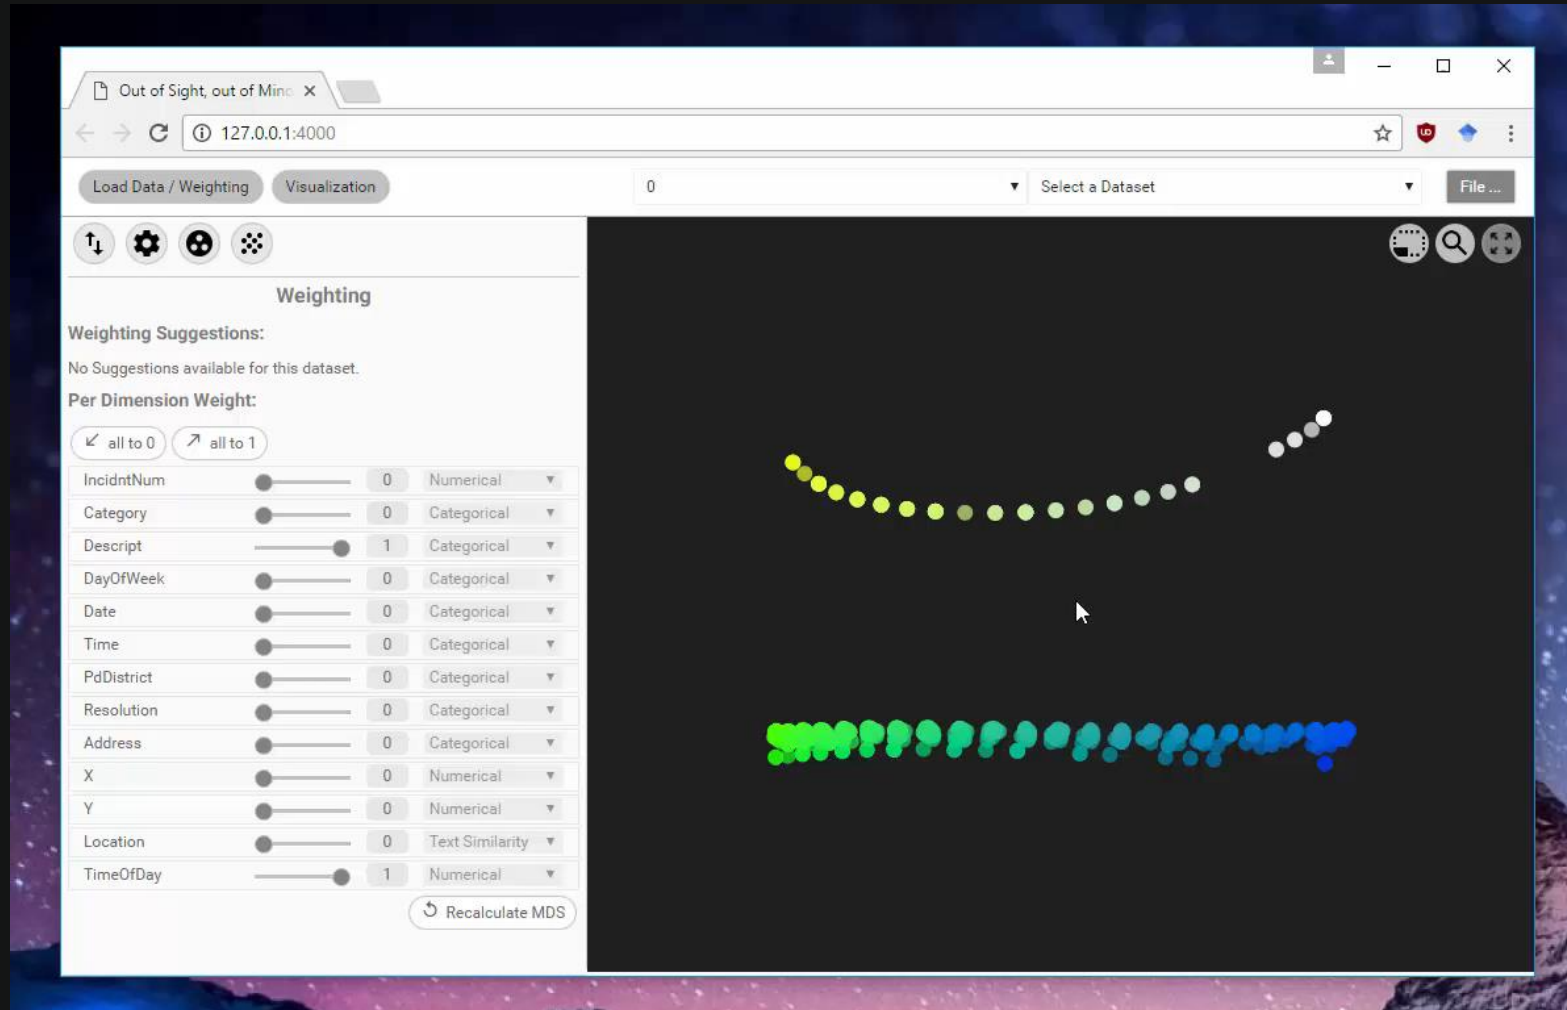 Out of Sight, out of Mind
127.0.0.1:4000
Load Data / Weighting Visualization 0 Select a Dataset File ...
Weighting
Weighting Suggestions:
No Suggestions available for this dataset.
Per Dimension Weight:
all to 0 all to 1
IncidntNum 0 Numerical
Category 0 Categorical
Descript 1 Categorical
DayOfWeek 0 Categorical
Date 0 Categorical
Time 0 Categorical
PdDistrict 0 Categorical
Resolution 0 Categorical
Address 0 Categorical
X 0 Numerical
Y 0 Numerical
Location 0 Text Similarity
TimeOfDay 1 Numerical
Recalculate MDS